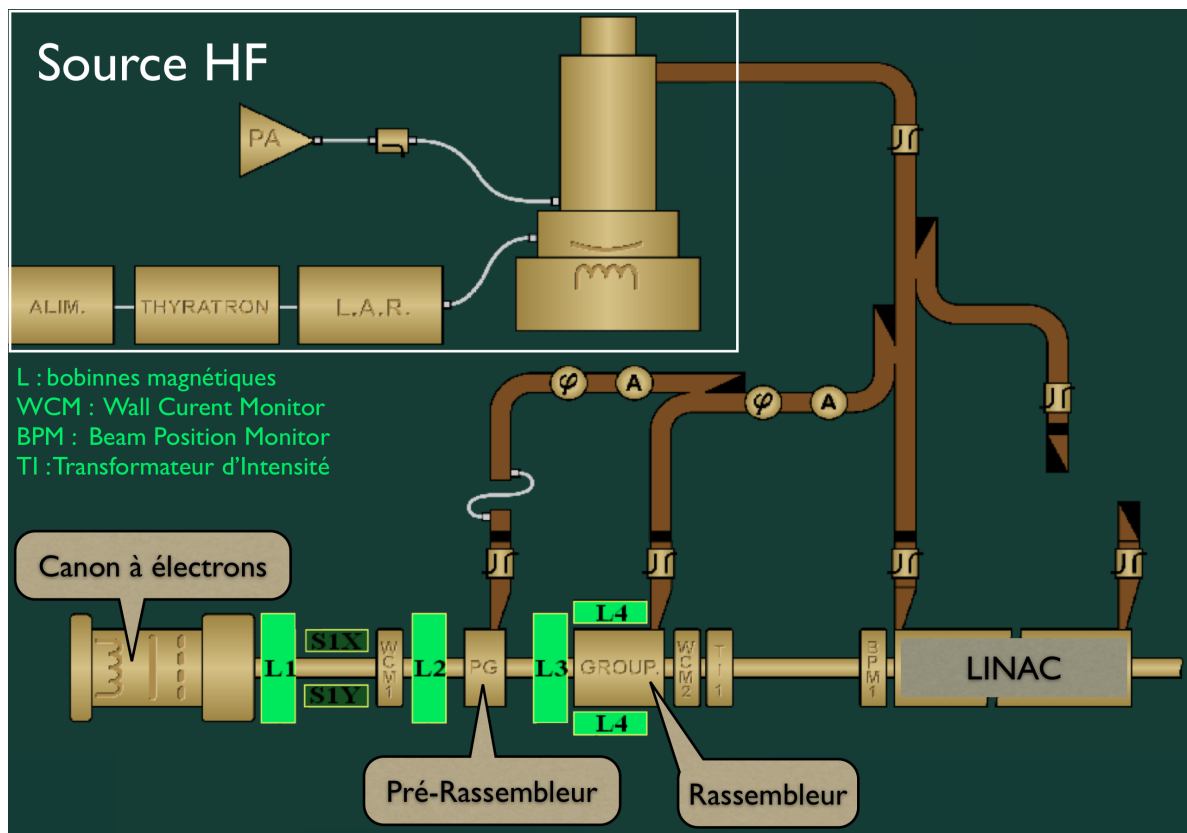 Source HF
PA
ALIM.
THYRATRON
L.A.R.
L : bobinnes magnétiques
WCM : Wall Curent Monitor
BPM : Beam Position Monitor
TI : Transformateur d'Intensité
φ
A
φ
A
Canon à électrons
L1
S1X
S1Y
WCM1
L2
PG
L3
L4
GROUP.
L4
WCM2
TI1
BPM1
LINAC
Pré-Rassembleur
Rassembleur